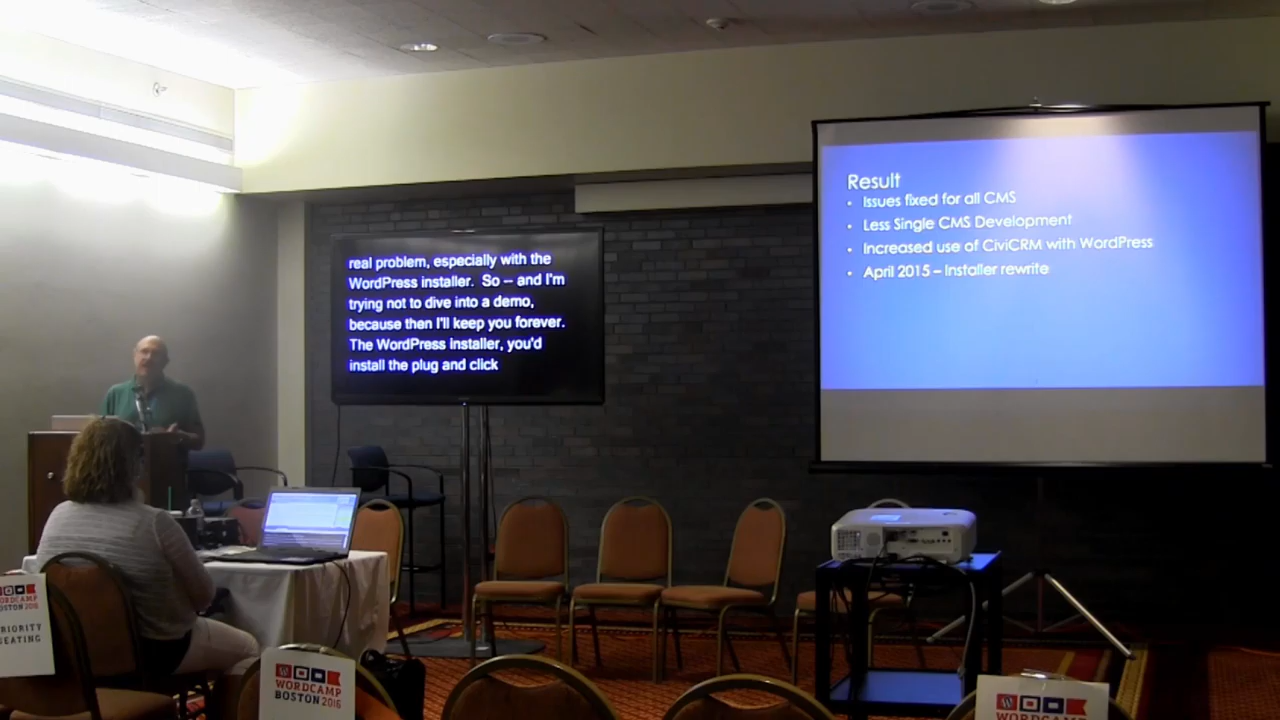 real problem, especially with the
WordPress installer. So -- and I'm
trying not to dive into a demo,
because then I'll keep you forever.
The WordPress installer, you'd
install the plug and click
Result
• Issues fixed for all CMS
• Less Single CMS Development
• Increased use of CiviCRM with WordPress
• April 2015 – Installer rewrite
WORDCAMP
BOSTON 2016
RIORITY
EATING
WORDCAMP
BOSTON 2016
WORDCAMP